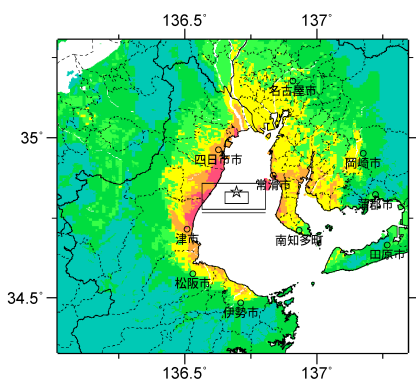 136.5° 137°
名古屋市
35°
四日市市
岡崎市
常滑市
蒲郡市
津市
南知多町
田原市
松阪市
34.5°
伊勢市
136.5° 137°